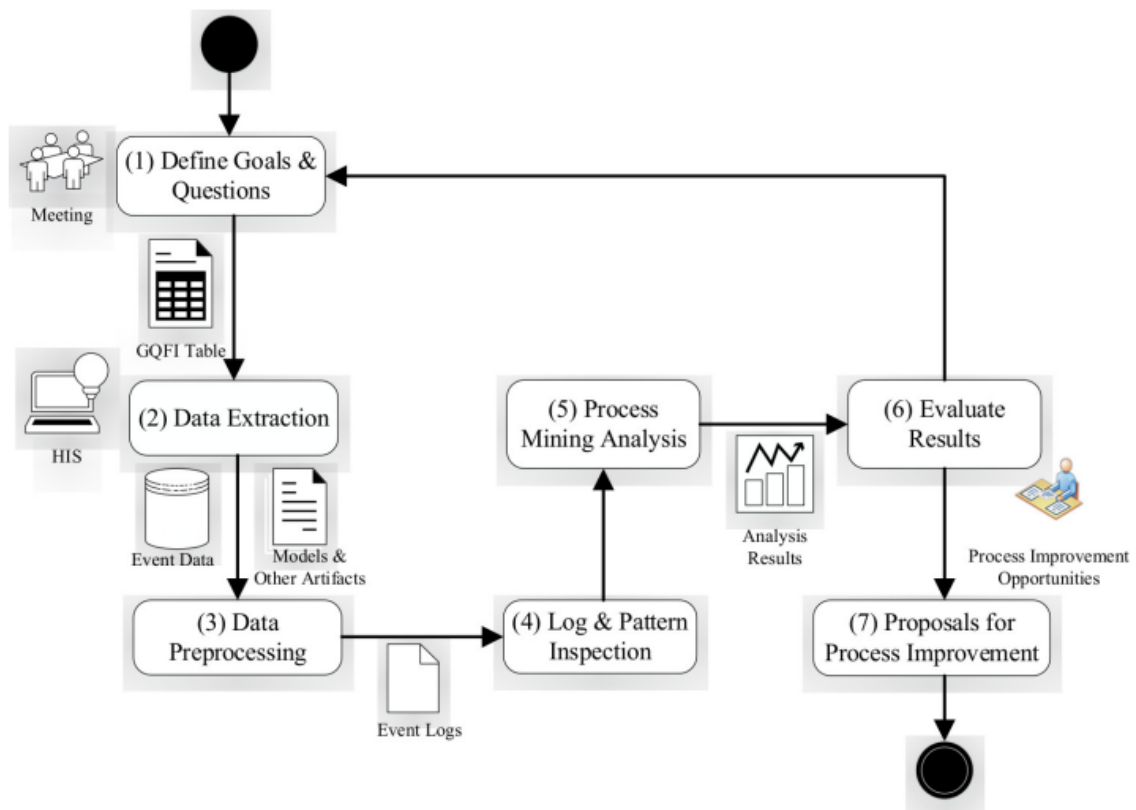 (1) Define Goals &
Questions
Meeting
GQFI Table
(2) Data Extraction
HIS
Event Data
Models &
Other Artifacts
(3) Data
Preprocessing
Event Logs
(4) Log & Pattern
Inspection
(5) Process
Mining Analysis
Analysis
Results
(6) Evaluate
Results
Process Improvement
Opportunities
(7) Proposals for
Process Improvement